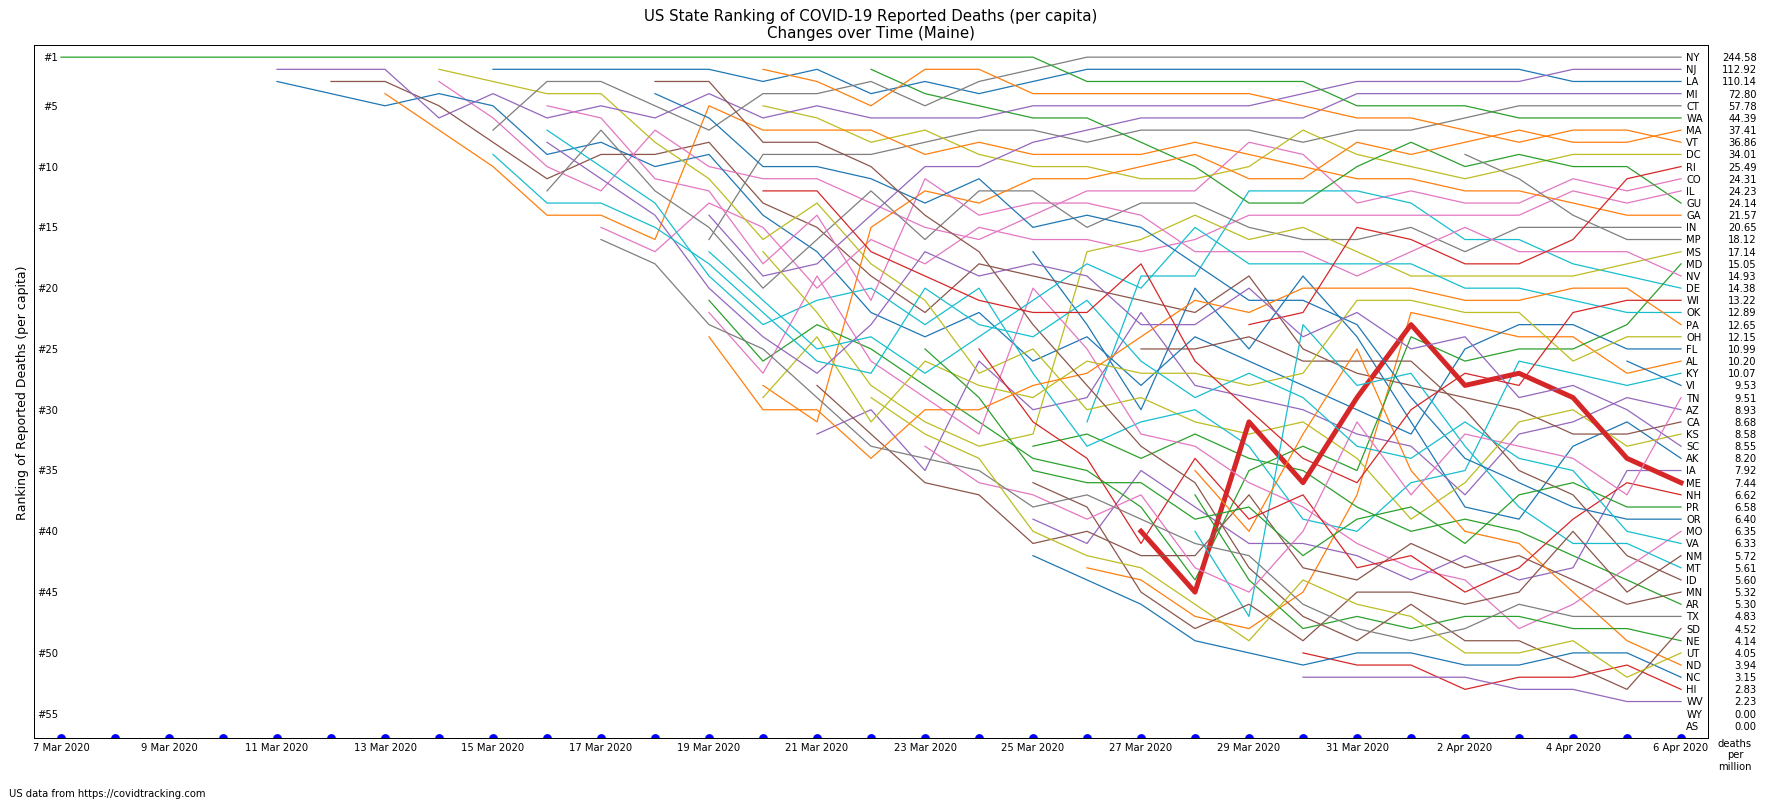 US State Ranking of COVID-19 Reported Deaths (per capita)
Changes over Time (Maine)
Ranking of Reported Deaths (per capita)
#1
#5
#10
#15
#20
#25
#30
#35
#40
#45
#50
#55
NY 244.58
NJ 112.92
LA 110.14
MI 72.80
CT 57.78
WA 44.39
MA 37.41
VT 36.86
DC 34.01
RI 25.49
CO 24.31
IL 24.23
GU 24.14
GA 21.57
IN 20.65
MP 18.12
MS 17.14
MD 15.05
NV 14.93
DE 14.38
WI 13.22
OK 12.89
PA 12.65
OH 12.15
FL 10.99
AL 10.20
KY 10.07
VI 9.53
TN 9.51
AZ 8.93
CA 8.68
KS 8.58
SC 8.55
AK 8.20
IA 7.92
ME 7.44
NH 6.62
PR 6.58
OR 6.40
MO 6.35
VA 6.33
NM 5.72
MT 5.61
ID 5.60
MN 5.32
AR 5.30
TX 4.83
SD 4.52
NE 4.14
UT 4.05
ND 3.94
NC 3.15
HI 2.83
WV 2.23
WY 0.00
AS 0.00
7 Mar 2020 9 Mar 2020 11 Mar 2020 13 Mar 2020 15 Mar 2020 17 Mar 2020 19 Mar 2020 21 Mar 2020 23 Mar 2020 25 Mar 2020 27 Mar 2020 29 Mar 2020 31 Mar 2020 2 Apr 2020 4 Apr 2020 6 Apr 2020
deaths
per
million
US data from https://covidtracking.com